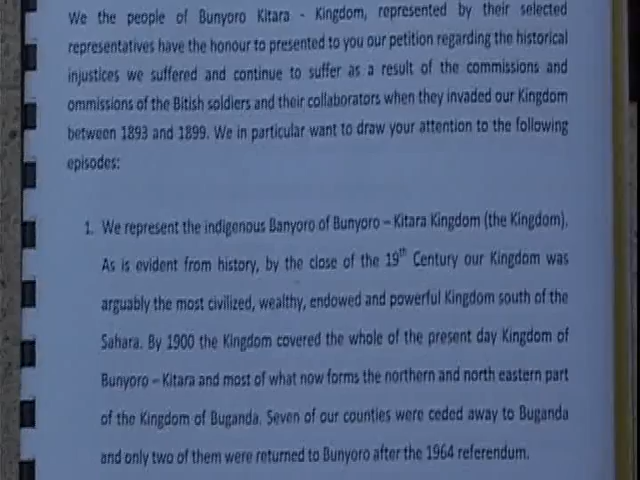 We the people of Bunyoro Kitara - Kingdom, represented by their selected
representatives have the honour to presented to you our petition regarding the historical
injustices we suffered and continue to suffer as a result of the commissions and
ommissions of the Bitish soldiers and their collaborators when they invaded our Kingdom
between 1893 and 1899. We in particular want to draw your attention to the following
episodes:
1. We represent the indigenous Banyoro of Bunyoro – Kitara Kingdom (the Kingdom).
As is evident from history, by the close of the 19th Century our Kingdom was
arguably the most civilized, wealthy, endowed and powerful Kingdom south of the
Sahara. By 1900 the Kingdom covered the whole of the present day Kingdom of
Bunyoro – Kitara and most of what now forms the northern and north eastern part
of the Kingdom of Buganda. Seven of our counties were ceded away to Buganda
and only two of them were returned to Bunyoro after the 1964 referendum.